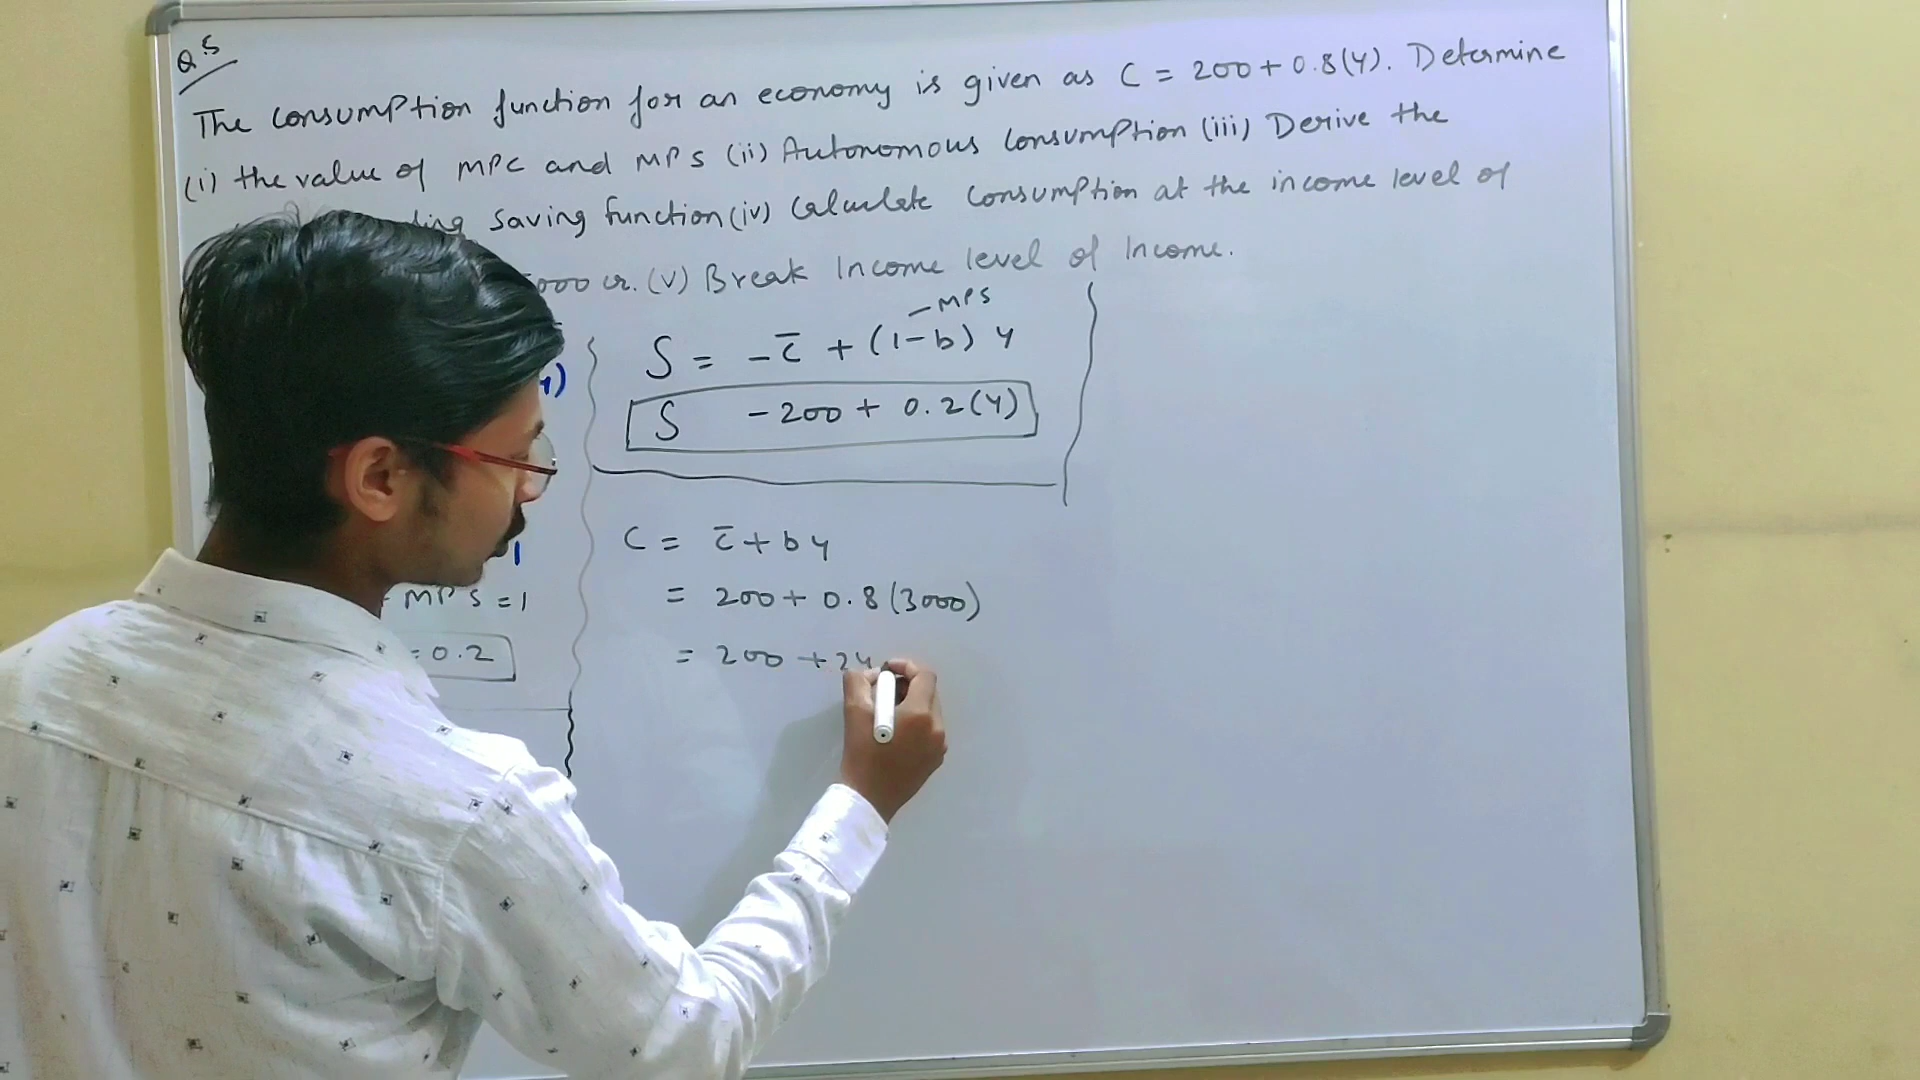 Q.5
The consumption function for an economy is given as C = 200 + 0.8(Y). Determine
(i) the value of MPC and MPS (ii) Autonomous Consumption (iii) Derive the
saving function (iv) Calculate consumption at the income level of
000 cr. (v) Break Income level of Income.
MPS
S = -c̄ + (1-b) Y
S -200 + 0.2(Y)
C = c̄ + bY
= 200 + 0.8(3000)
= 200 + 24
Y)
1
MPS = 1
= 0.2